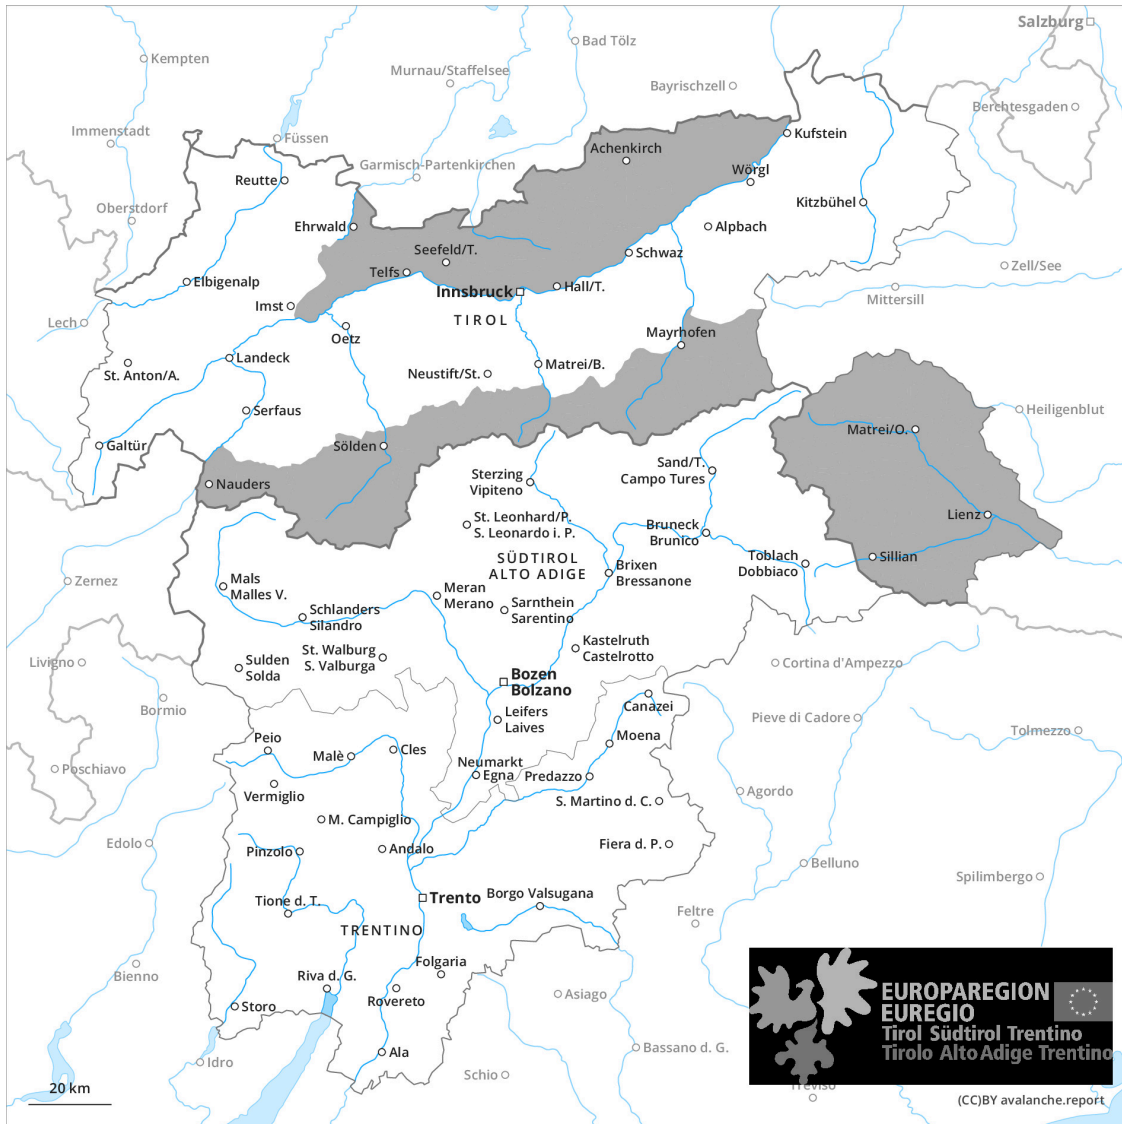 Salzburg
Bad Tölz
Kempten
Murnau/Staffelsee
Bayrischzell
Berchtesgaden
Immenstadt
Füssen
Kufstein
Achenkirch
Garmisch-Partenkirchen
Wörgl
Reutte
Kitzbühel
Oberstdorf
Ehrwald
Alpbach
Seefeld/T.
Schwaz
Zell/See
Telfs
Elbigenalp
Hall/T.
Innsbruck
Mittersill
Imst
Lech
TIROL
Oetz
Mayrhofen
Landeck
Matrei/B.
St. Anton/A.
Neustift/St.
Serfaus
Heiligenblut
Matrei/O.
Galtür
Sölden
Sand/T.
Campo Tures
Sterzing
Vipiteno
Nauders
Lienz
St. Leonhard/P.
S. Leonardo i. P.
Bruneck
Brunico
SÜDTIROL
ALTO ADIGE
Toblach
Dobbiaco
Sillian
Brixen
Bressanone
Zernez
Mals
Malles V.
Meran
Merano
Sarnthein
Sarentino
Schlanders
Silandro
Kastelruth
Castelrotto
St. Walburg
S. Valburga
Livigno
Sulden
Solda
Cortina d'Ampezzo
Bozen
Bolzano
Bormio
Canazei
Leifers
Laives
Pieve di Cadore
Tolmezzo
Moena
Peio
Cles
Malè
Neumarkt
Egna
Poschiavo
Predazzo
Vermiglio
Agordo
S. Martino d. C.
M. Campiglio
Edolo
Fiera d. P.
Pinzolo
Andalo
Belluno
Spilimbergo
Borgo Valsugana
Trento
Tione d. T.
Feltre
TRENTINO
Folgaria
Bienno
Riva d. G.
Rovereto
Asiago
Storo
EUROPAREGION
EUREGIO
Tirol Südtirol Trentino
Tirolo Alto Adige Trentino
Bassano d. G.
Ala
Idro
Schio
Treviso
20 km
(CC)BY avalanche.report